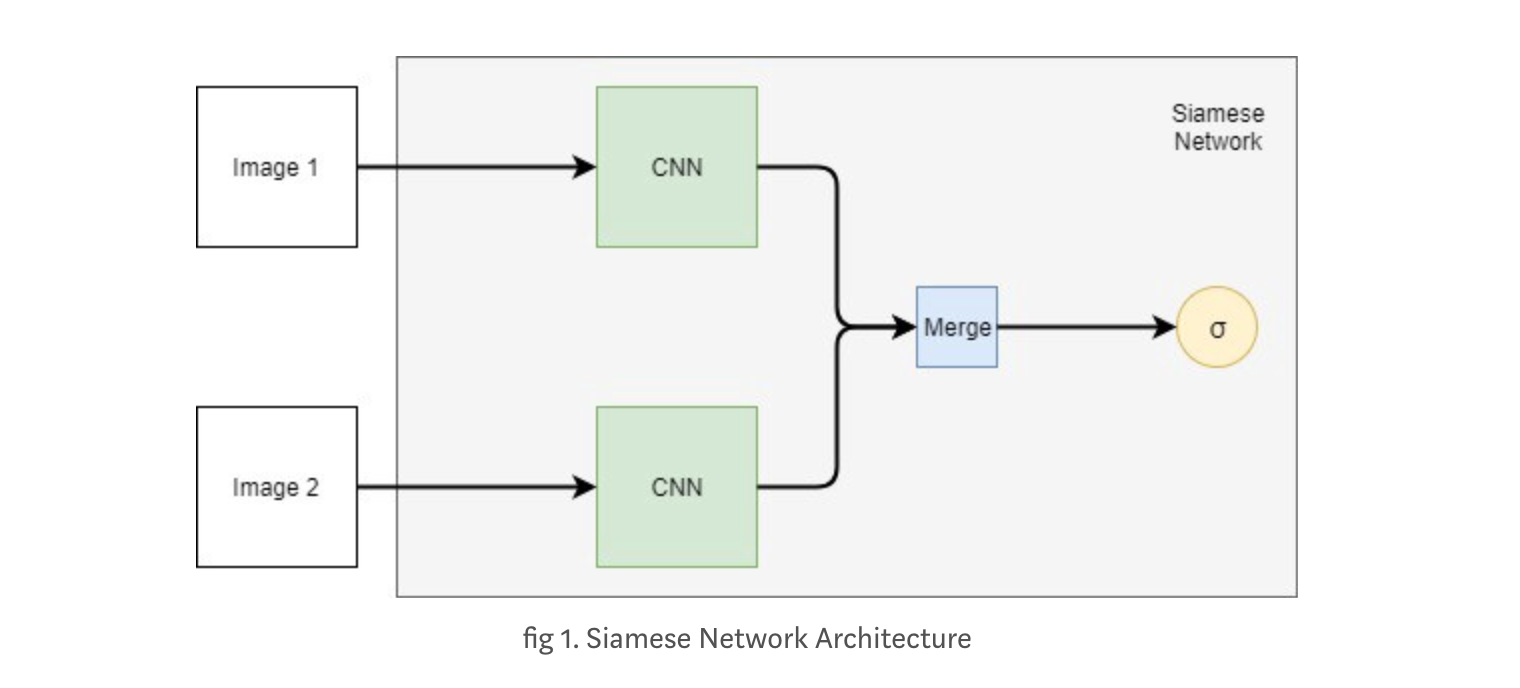 Siamese
Network
Image 1
CNN
Merge
σ
Image 2
CNN
fig 1. Siamese Network Architecture